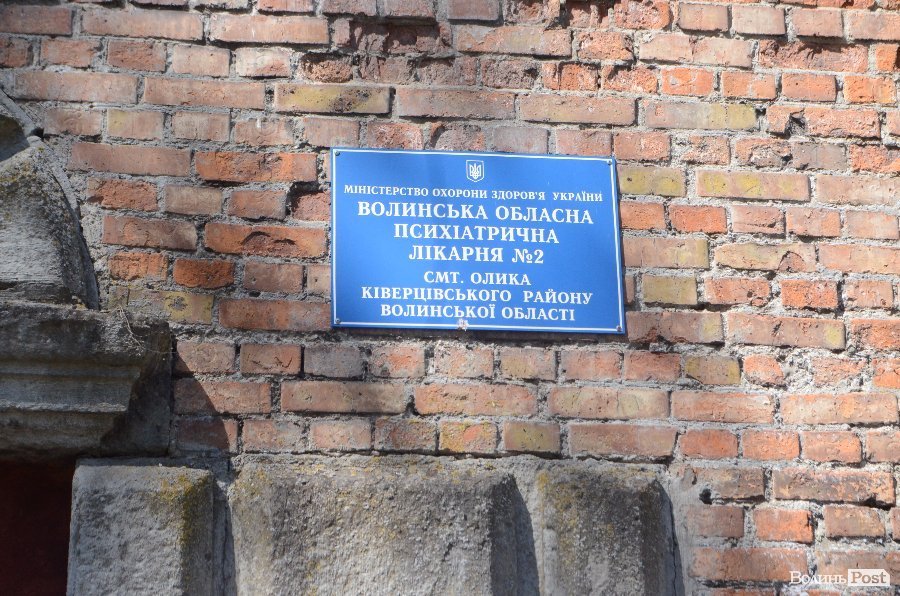 МІНІСТЕРСТВО ОХОРОНИ ЗДОРОВ'Я УКРАЇНИ
ВОЛИНСЬКА ОБЛАСНА
ПСИХІАТРИЧНА
ЛІКАРНЯ №2
СМТ. ОЛИКА
КІВЕРЦІВСЬКОГО РАЙОНУ
ВОЛИНСЬКОЇ ОБЛАСТІ
ВолиньPost